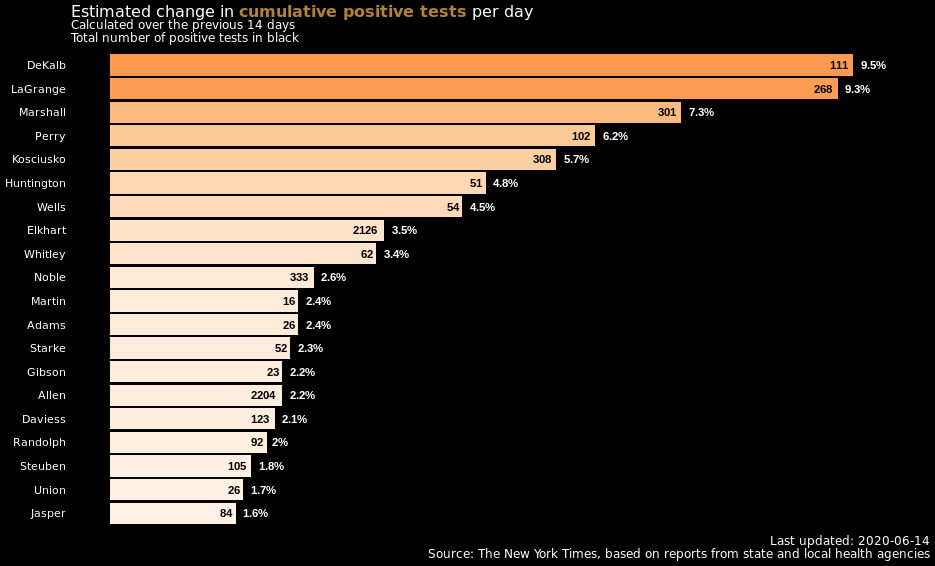 Estimated change in cumulative positive tests per day
Calculated over the previous 14 days
Total number of positive tests in black
DeKalb 111 9.5%
LaGrange 268 9.3%
Marshall 301 7.3%
Perry 102 6.2%
Kosciusko 308 5.7%
Huntington 51 4.8%
Wells 54 4.5%
Elkhart 2126 3.5%
Whitley 62 3.4%
Noble 333 2.6%
Martin 16 2.4%
Adams 26 2.4%
Starke 52 2.3%
Gibson 23 2.2%
Allen 2204 2.2%
Daviess 123 2.1%
Randolph 92 2%
Steuben 105 1.8%
Union 26 1.7%
Jasper 84 1.6%
Last updated: 2020-06-14
Source: The New York Times, based on reports from state and local health agencies